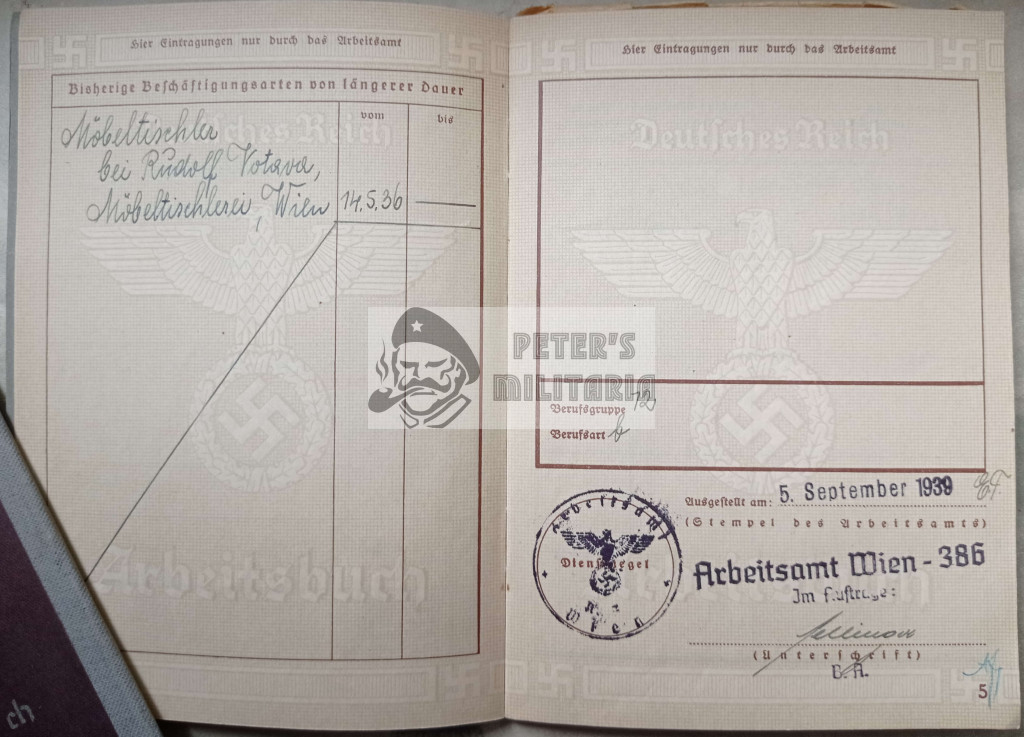 Hier Eintragungen nur durch das Arbeitsamt
Bisherige Beschäftigungsarten von längerer Dauer
vom
bis
Möbeltischler
bei Rudolf Votava,
Möbeltischlerei, Wien
14.5.36
Deutsches Reich
Arbeitsbuch
Hier Eintragungen nur durch das Arbeitsamt
Deutsches Reich
PETER'S
MILITARIA
Berufsgruppe 12
Berufsart b
Ausgestellt am: 5. September 1939
(Stempel des Arbeitsamts)
Arbeitsamt
Dienstsiegel
Wien
Arbeitsamt Wien - 386
Im Auftrage:
(Unterschrift)
5
ch